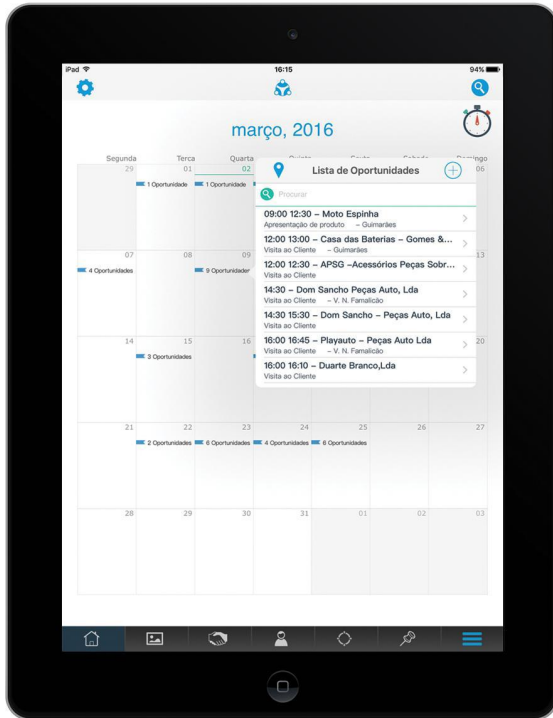 iPad
16:15
94%
março, 2016
Segunda Terca Quarta Domingo
29 01 02 06
1 Oportunidade 1 Oportunidade
Lista de Oportunidades
Procurar
09:00 12:30 – Moto Espinha
Apresentação de produto – Guimarães
12:00 13:00 – Casa das Baterias – Gomes &...
Visita ao Cliente – Guimarães
12:00 12:30 – APSG –Acessórios Peças Sobr...
Visita ao Cliente
14:30 – Dom Sancho Peças Auto, Lda
Visita ao Cliente – V. N. Famalicão
14:30 15:30 – Dom Sancho – Peças Auto, Lda
Visita ao Cliente
16:00 16:45 – Playauto – Peças Auto Lda
Visita ao Cliente – V. N. Famalicão
16:00 16:10 – Duarte Branco,Lda
Visita ao Cliente
07 08 09 13
4 Oportunidades 9 Oportunidades
14 15 16 20
3 Oportunidades
21 22 23 24 25 26 27
2 Oportunidades 6 Oportunidades 4 Oportunidades 6 Oportunidades
28 29 30 31 01 02 03